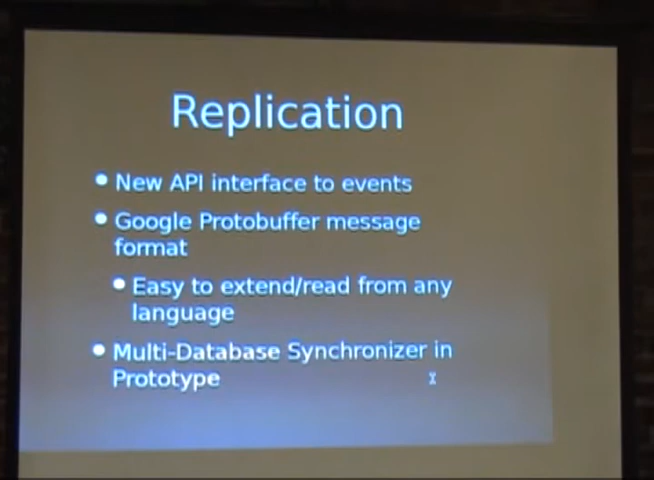 Replication
New API interface to events
Google Protobuffer message
format
Easy to extend/read from any
language
Multi-Database Synchronizer in
Prototype